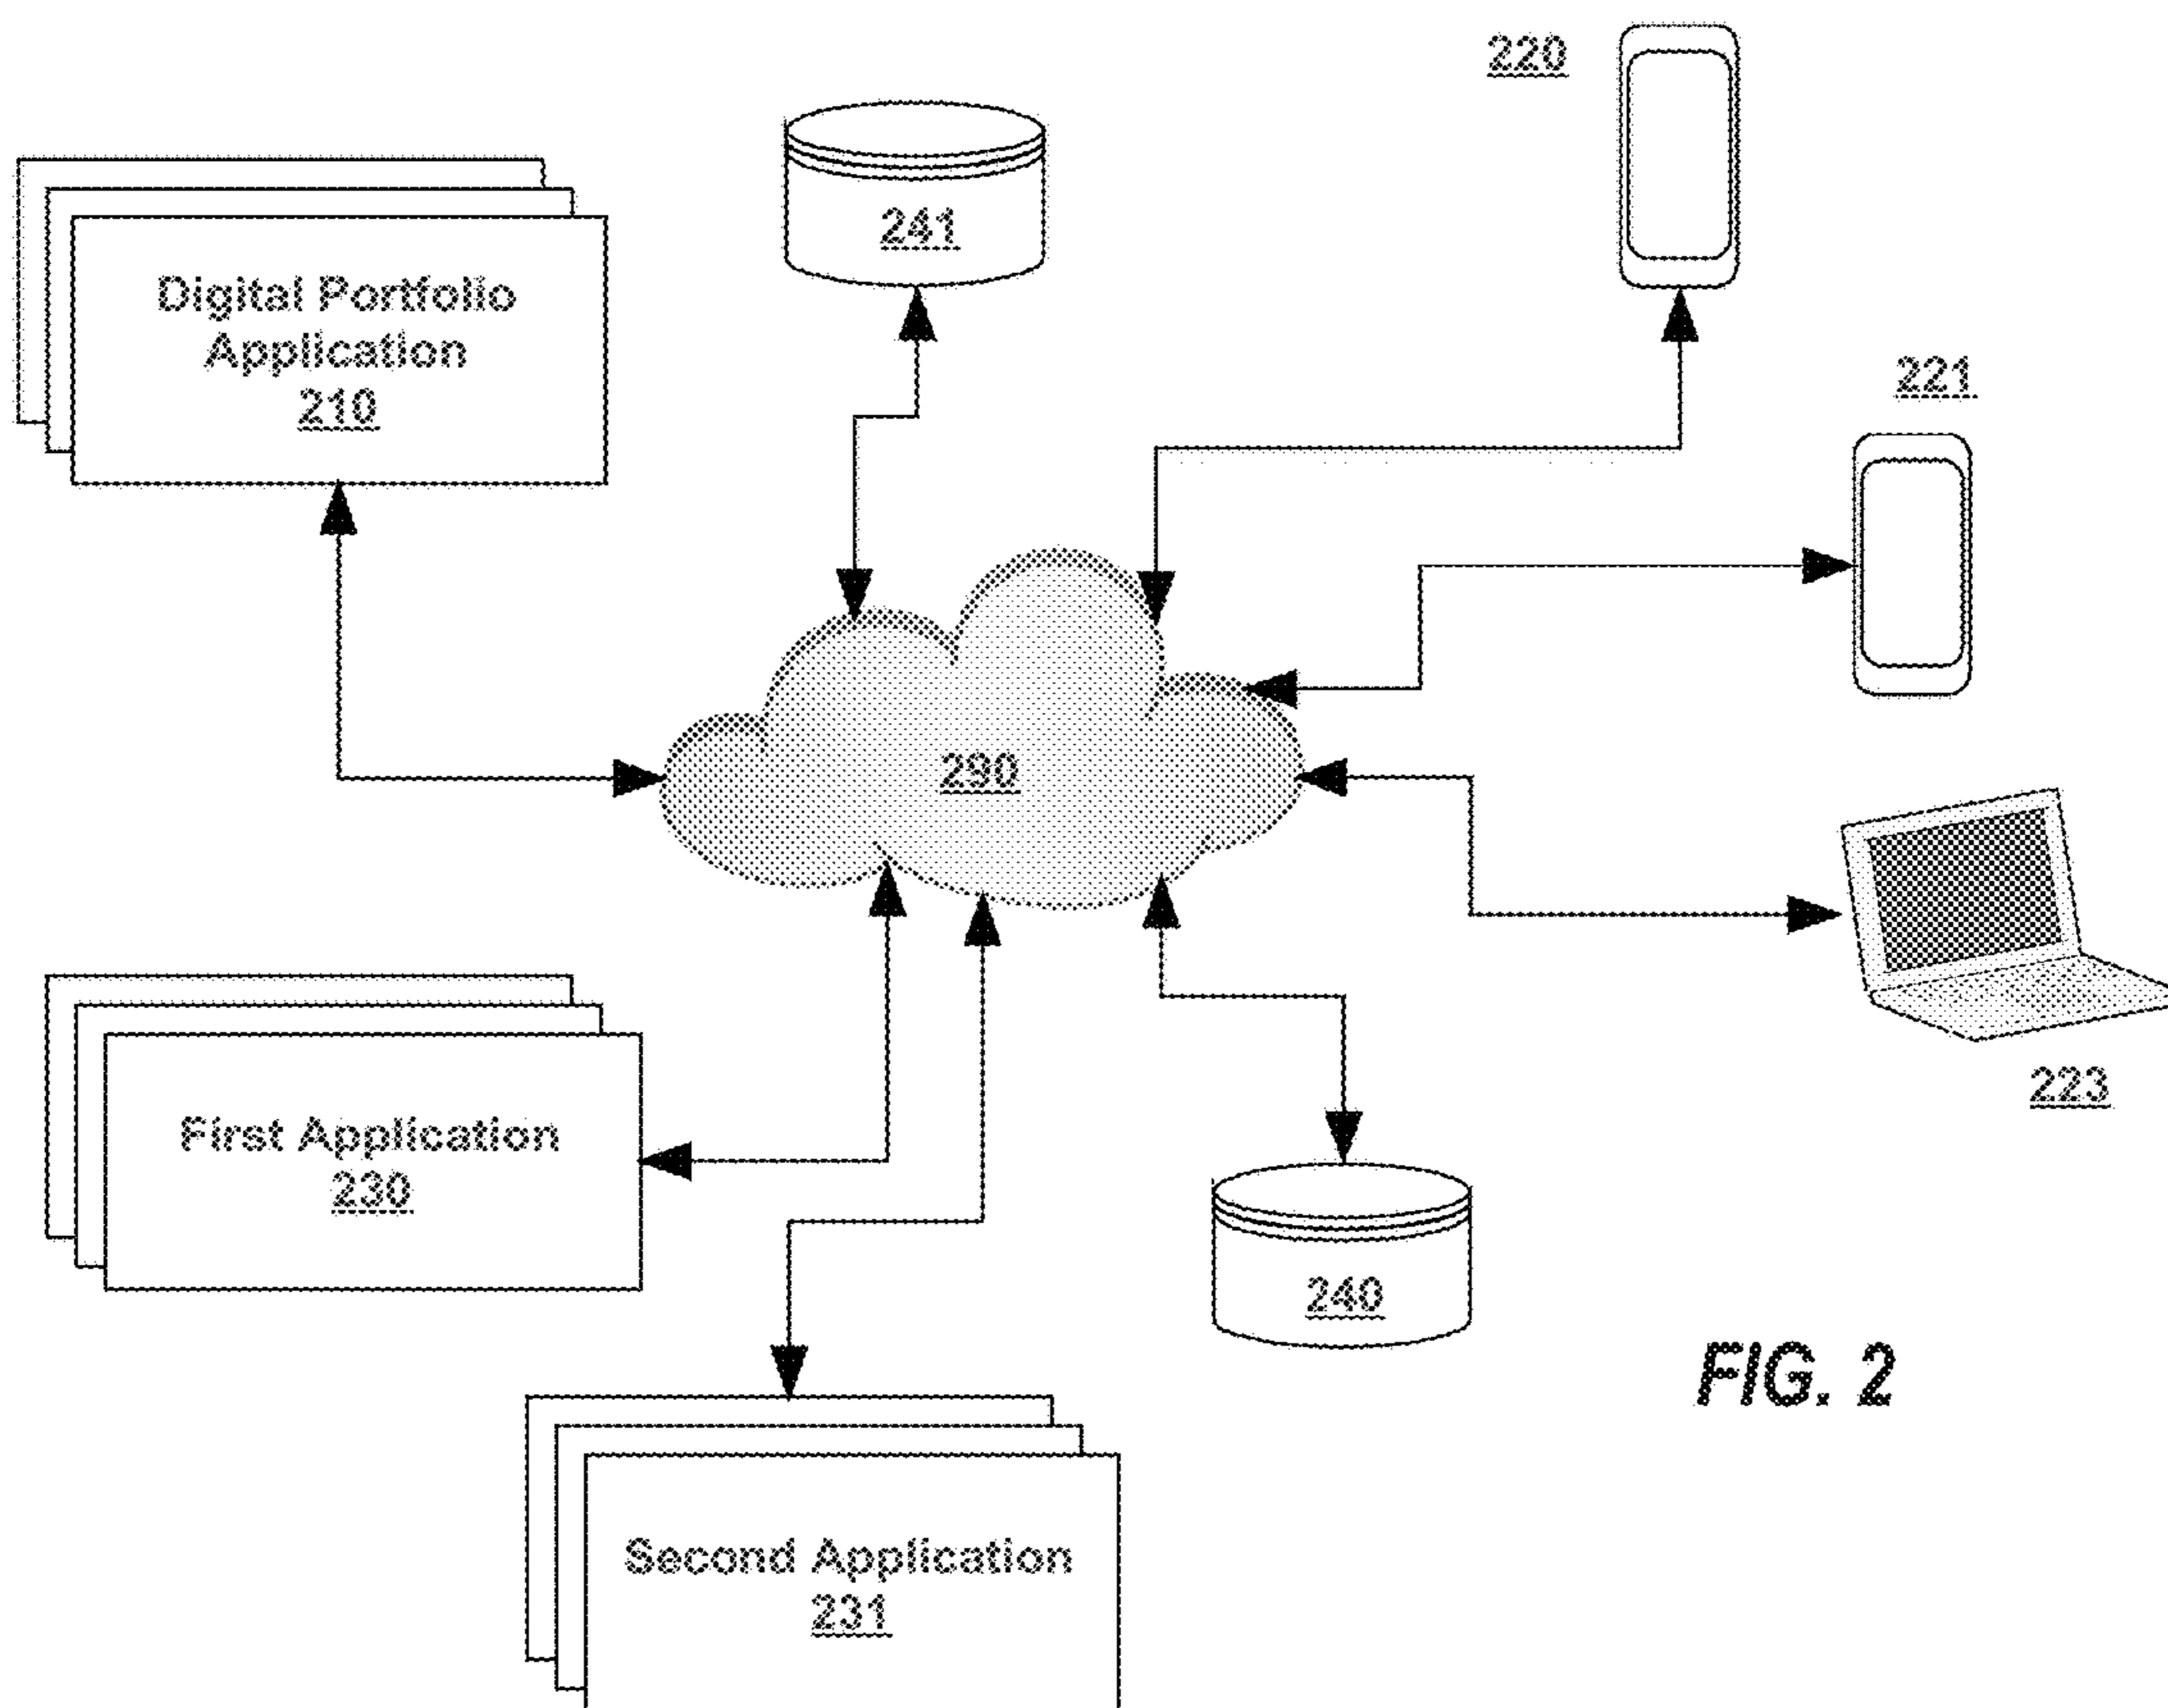 220
241
Digital Portfolio
Application
210
221
290
223
First Application
230
240
FIG. 2
Second Application
231